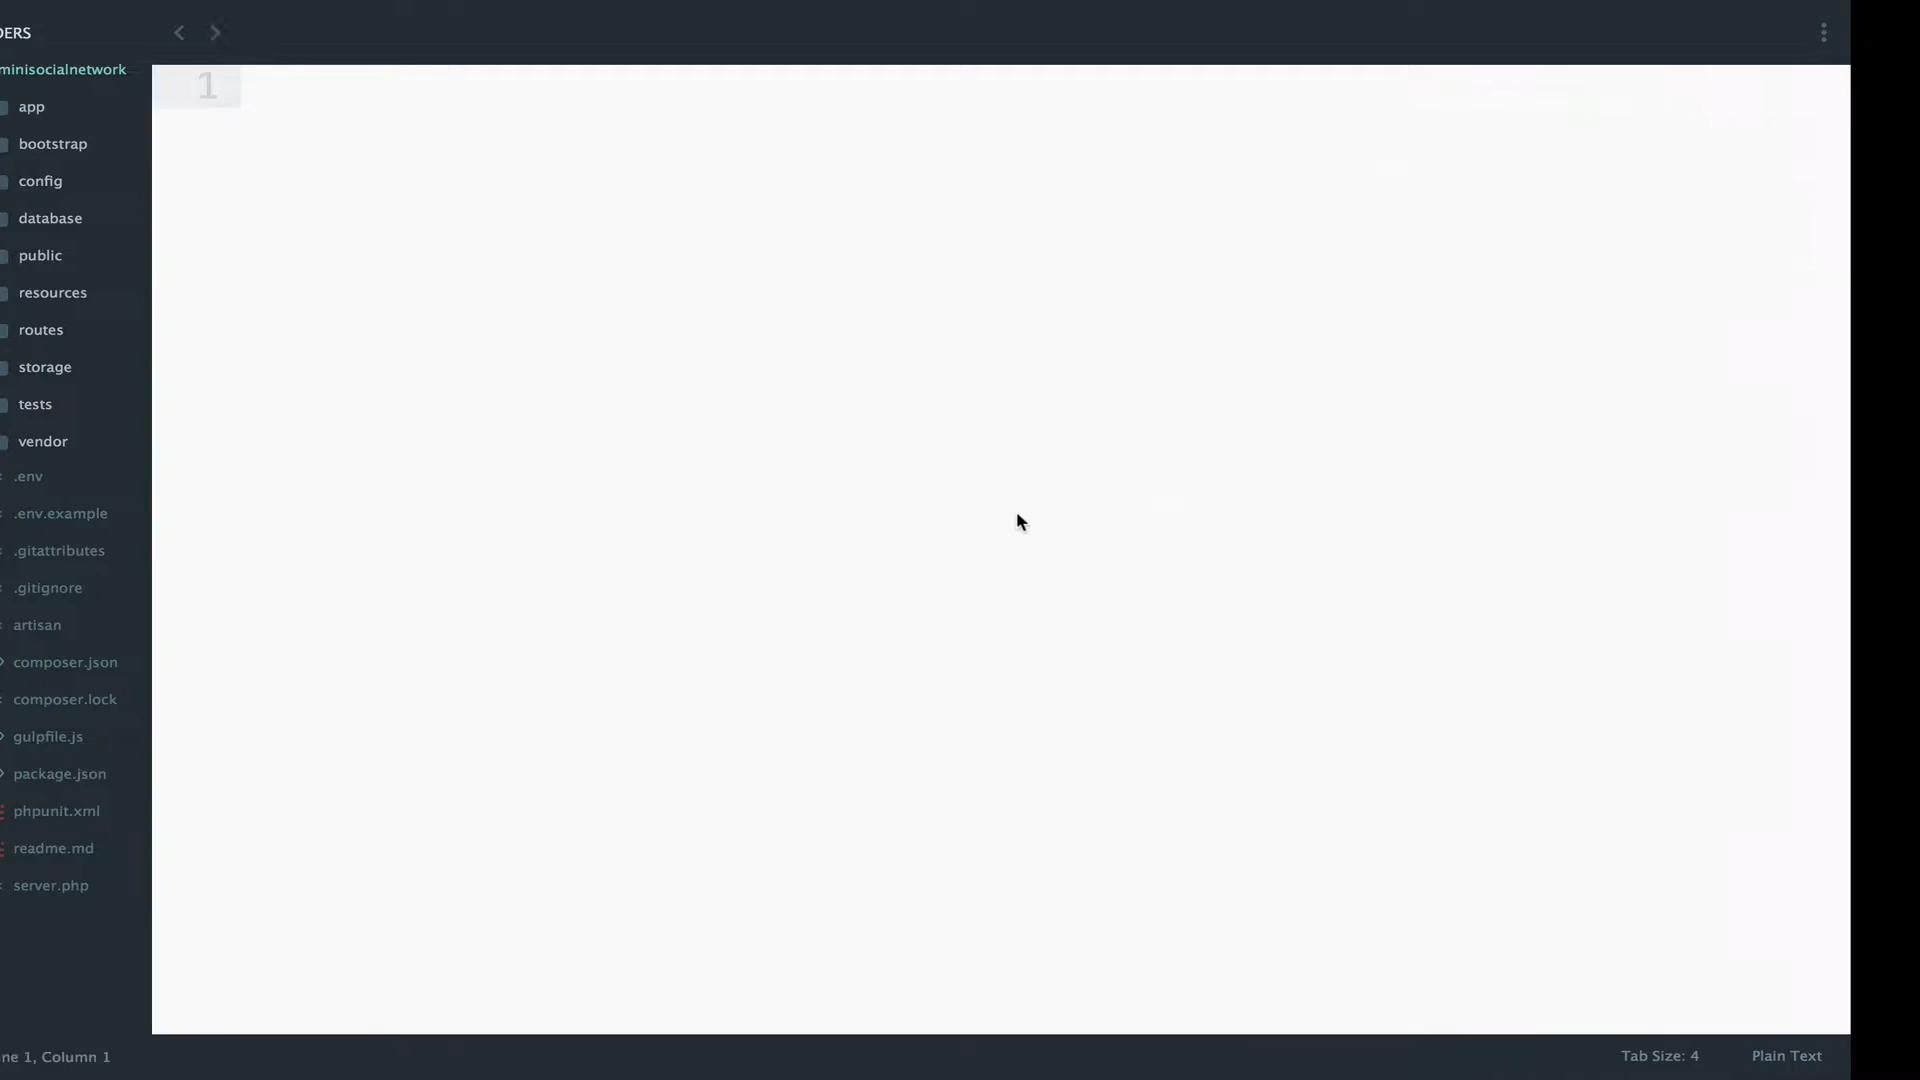 DERS
minisocialnetwork
1
app
bootstrap
config
database
public
resources
routes
storage
tests
vendor
.env
.env.example
.gitattributes
.gitignore
artisan
composer.json
composer.lock
gulpfile.js
package.json
phpunit.xml
readme.md
server.php
ne 1, Column 1
Tab Size: 4
Plain Text